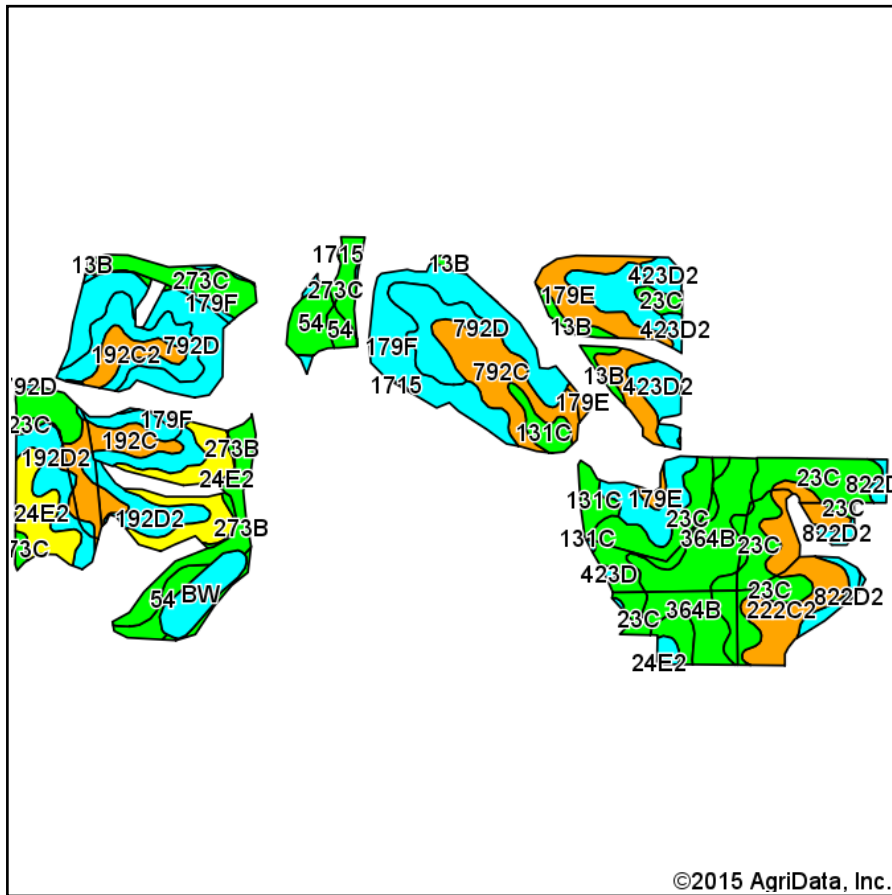 1715
13B
13B
273C
423D2
273C
179F
179E
23C
54
54
792D
13B
423D2
192C2
792D
179F
792C
13B
423D2
792D
1715
179E
23C
179F
131C
192C
273B
192D2
24E2
23C
822D
131C
179E
23C
24E2
192D2
273B
23C
822D2
131C
364B
23C
73C
423D
23C
54
BW
822D2
23C
364B
222C2
24E2
©2015 AgriData, Inc.